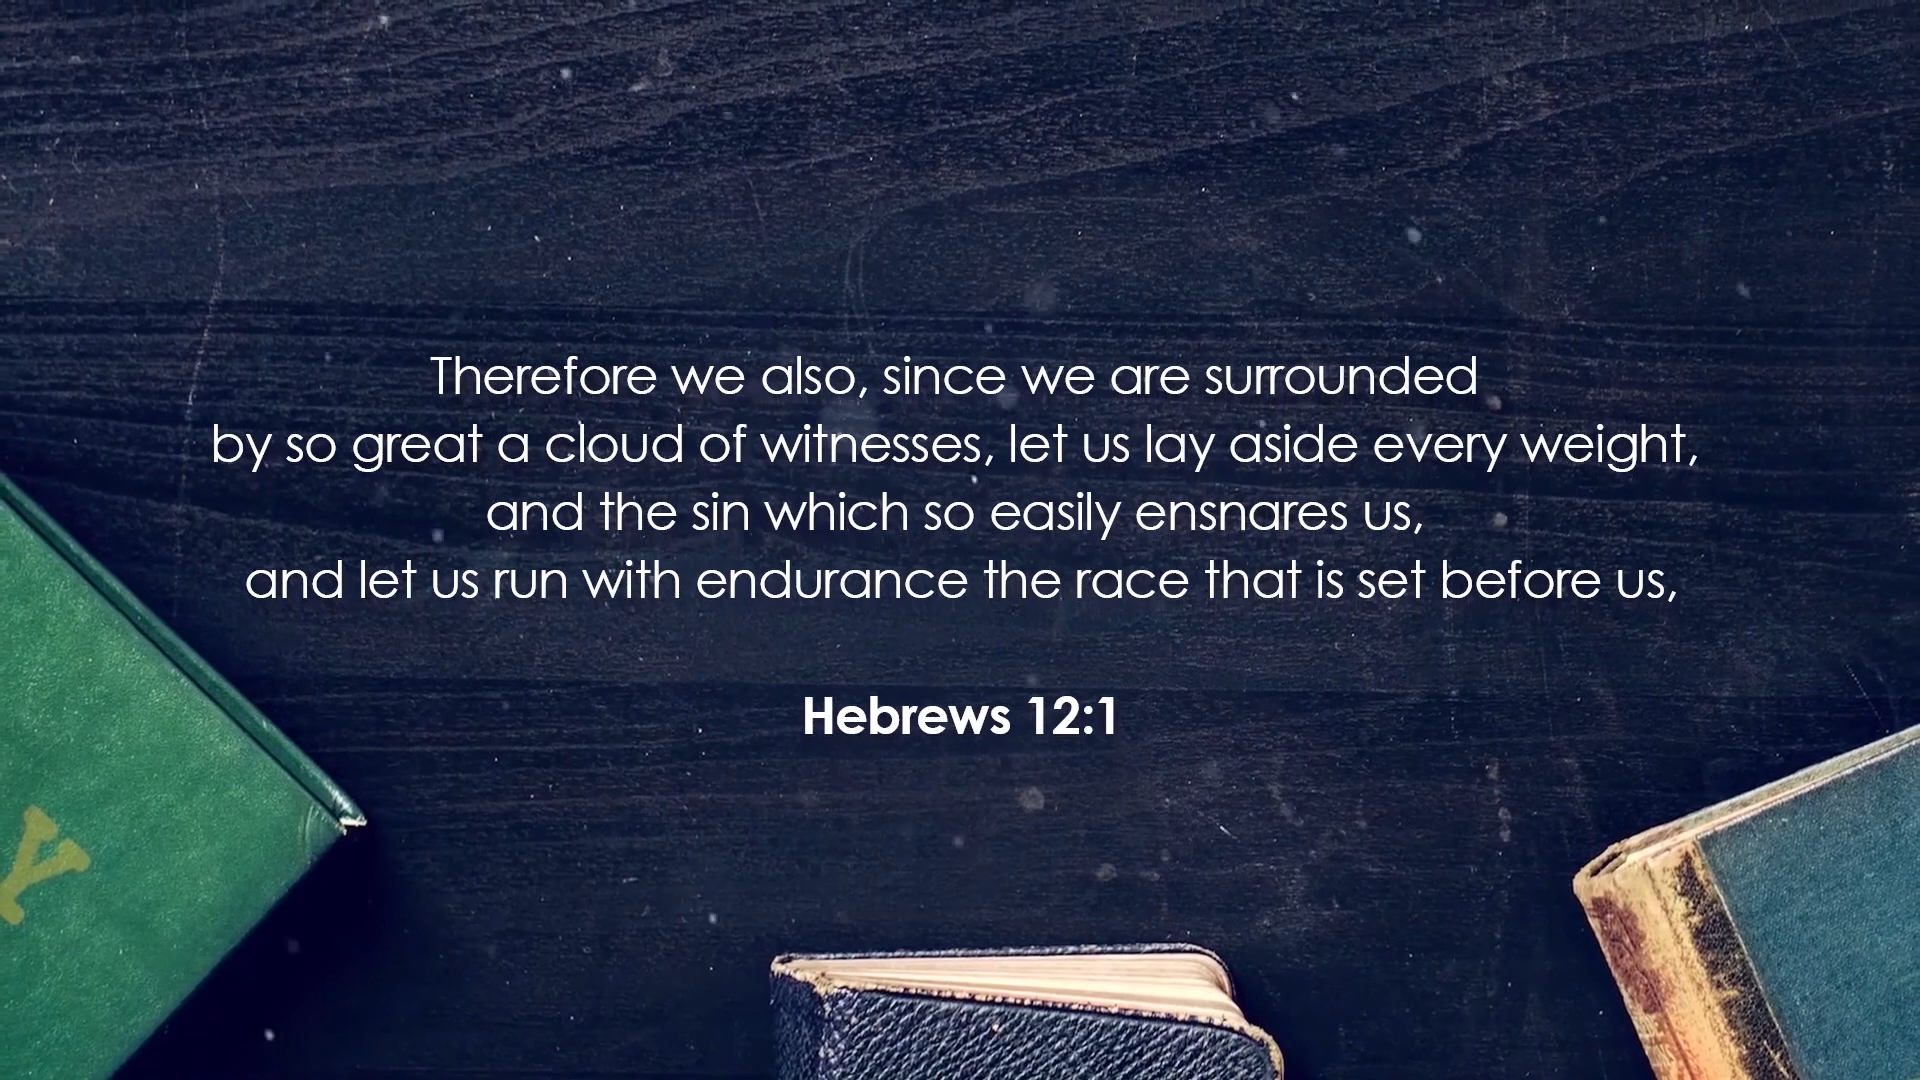 Therefore we also, since we are surrounded
by so great a cloud of witnesses, let us lay aside every weight,
and the sin which so easily ensnares us,
and let us run with endurance the race that is set before us,
Hebrews 12:1
Y